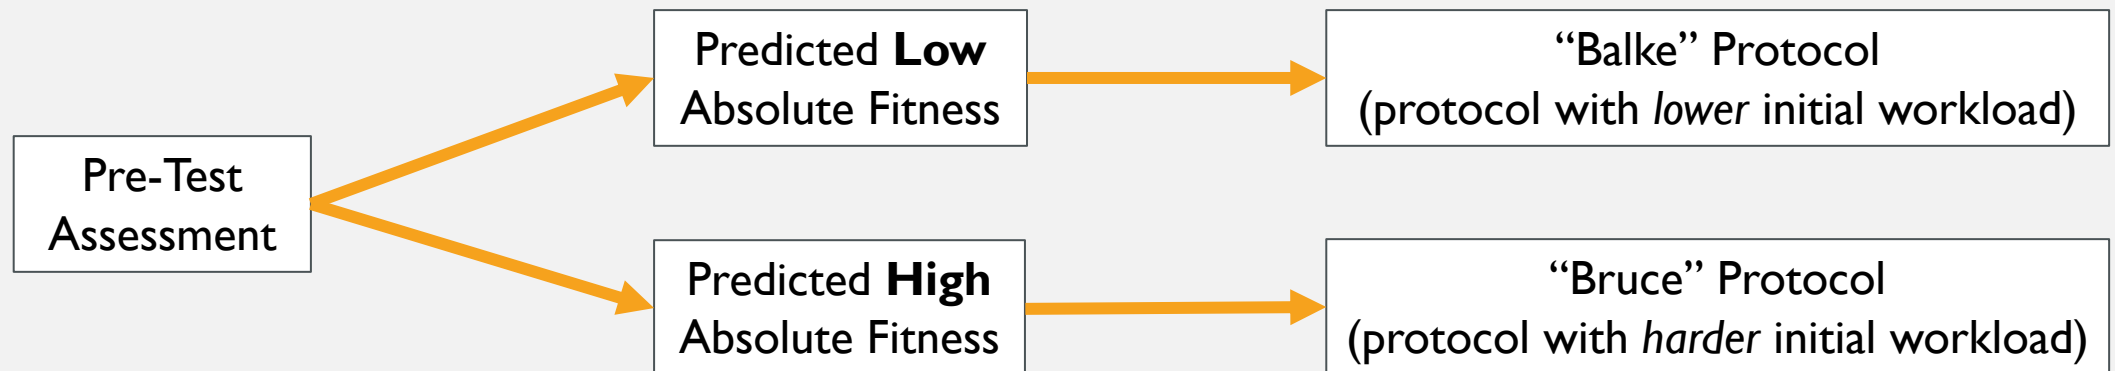 Pre-Test
Assessment
Predicted Low
Absolute Fitness
“Balke” Protocol
(protocol with lower initial workload)
Predicted High
Absolute Fitness
“Bruce” Protocol
(protocol with harder initial workload)